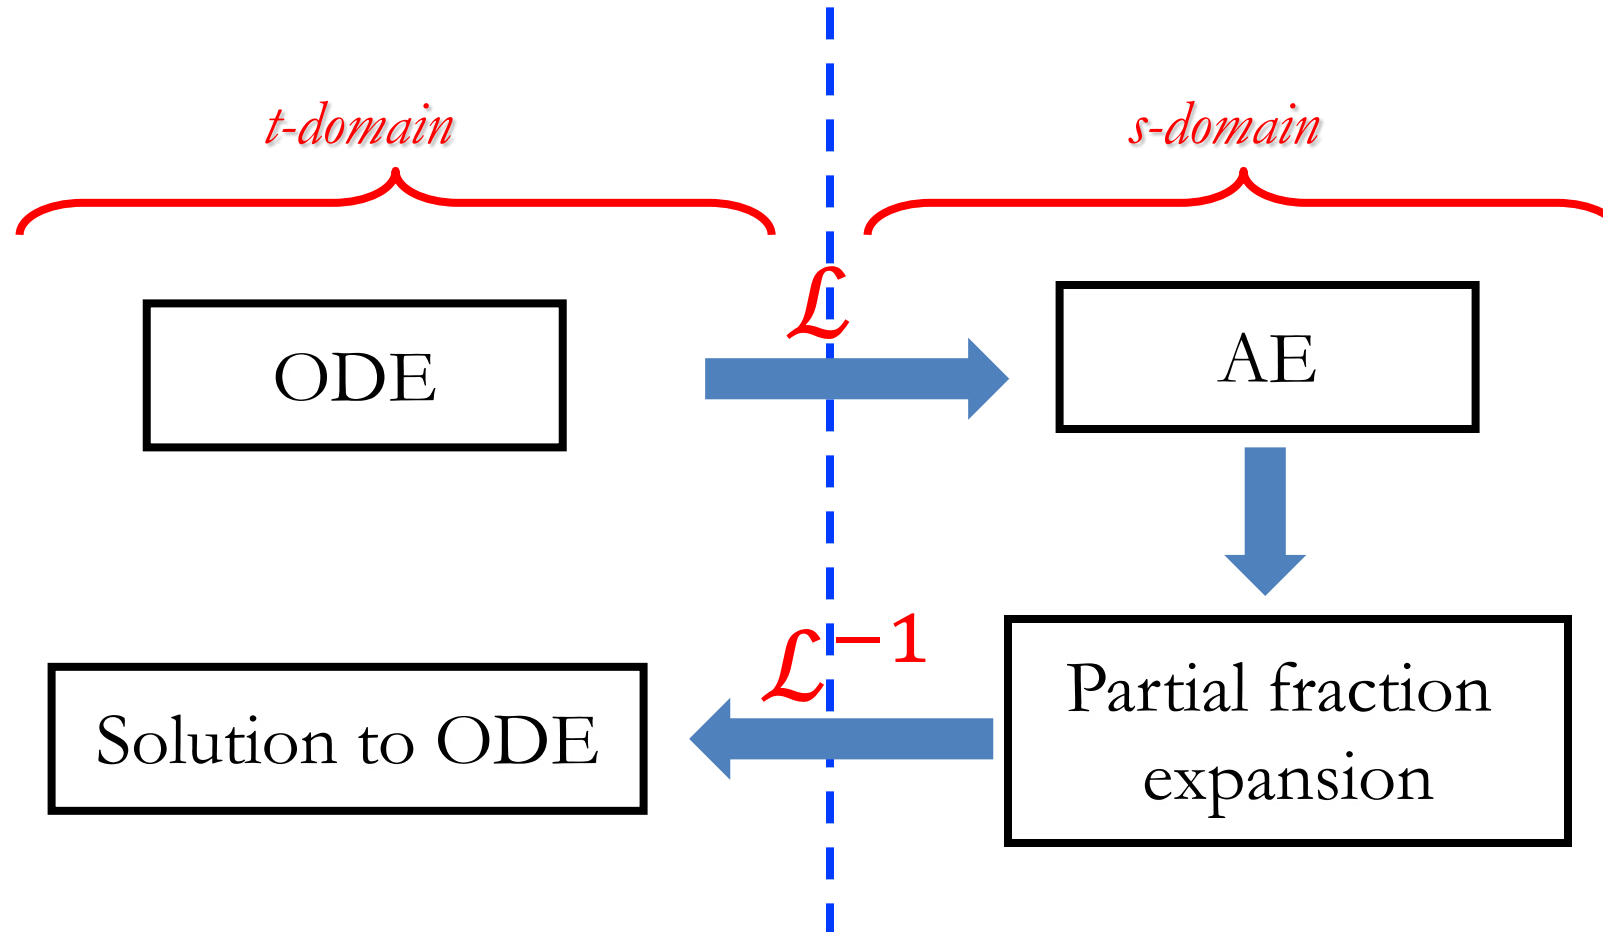 t-domain
s-domain
ℒ
ODE
AE
ℒ⁻¹
Solution to ODE
Partial fraction
expansion